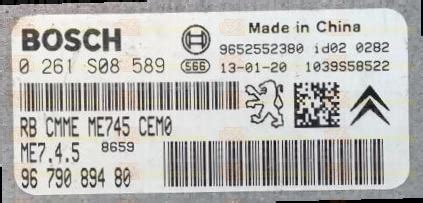 BOSCH
Made in China
9652552380 id02 0282
0 261 S08 589 S66 13-01-20 1039S58522
RB CMME ME745 CEM0
ME7.4.5 8659
96 790 894 80